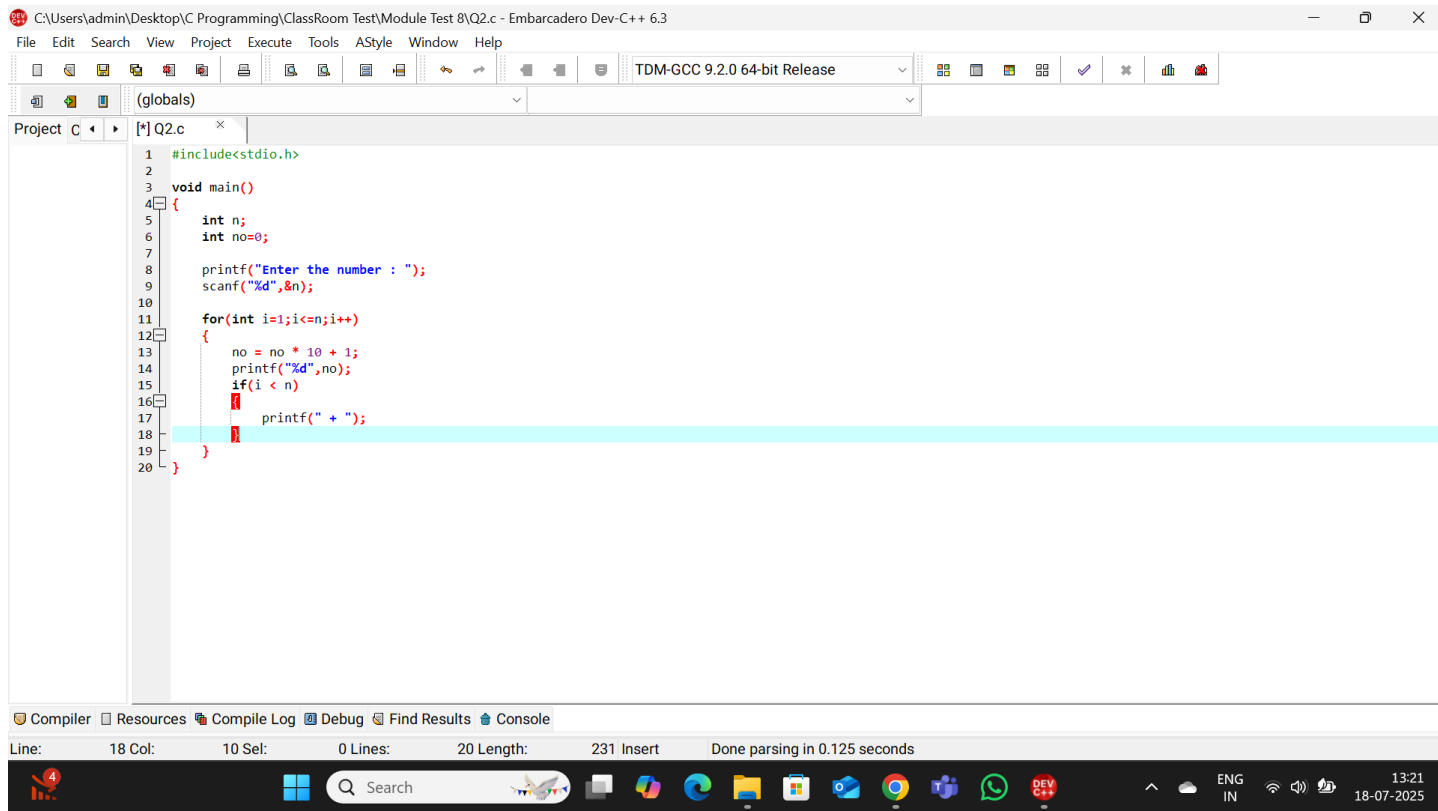 C:\Users\admin\Desktop\C Programming\ClassRoom Test\Module Test 8\Q2.c - Embarcadero Dev-C++ 6.3
File Edit Search View Project Execute Tools AStyle Window Help
TDM-GCC 9.2.0 64-bit Release
(globals)
Project C [*] Q2.c
1 #include<stdio.h>
2
3 void main()
4 {
5     int n;
6     int no=0;
7
8     printf("Enter the number : ");
9     scanf("%d",&n);
10
11     for(int i=1;i<=n;i++)
12     {
13         no = no * 10 + 1;
14         printf("%d",no);
15         if(i < n)
16         {
17             printf(" + ");
18         }
19     }
20 }
Compiler Resources Compile Log Debug Find Results Console
Line: 18 Col: 10 Sel: 0 Lines: 20 Length: 231 Insert Done parsing in 0.125 seconds
4 Search DEV C++ ENG IN 13:21
18-07-2025